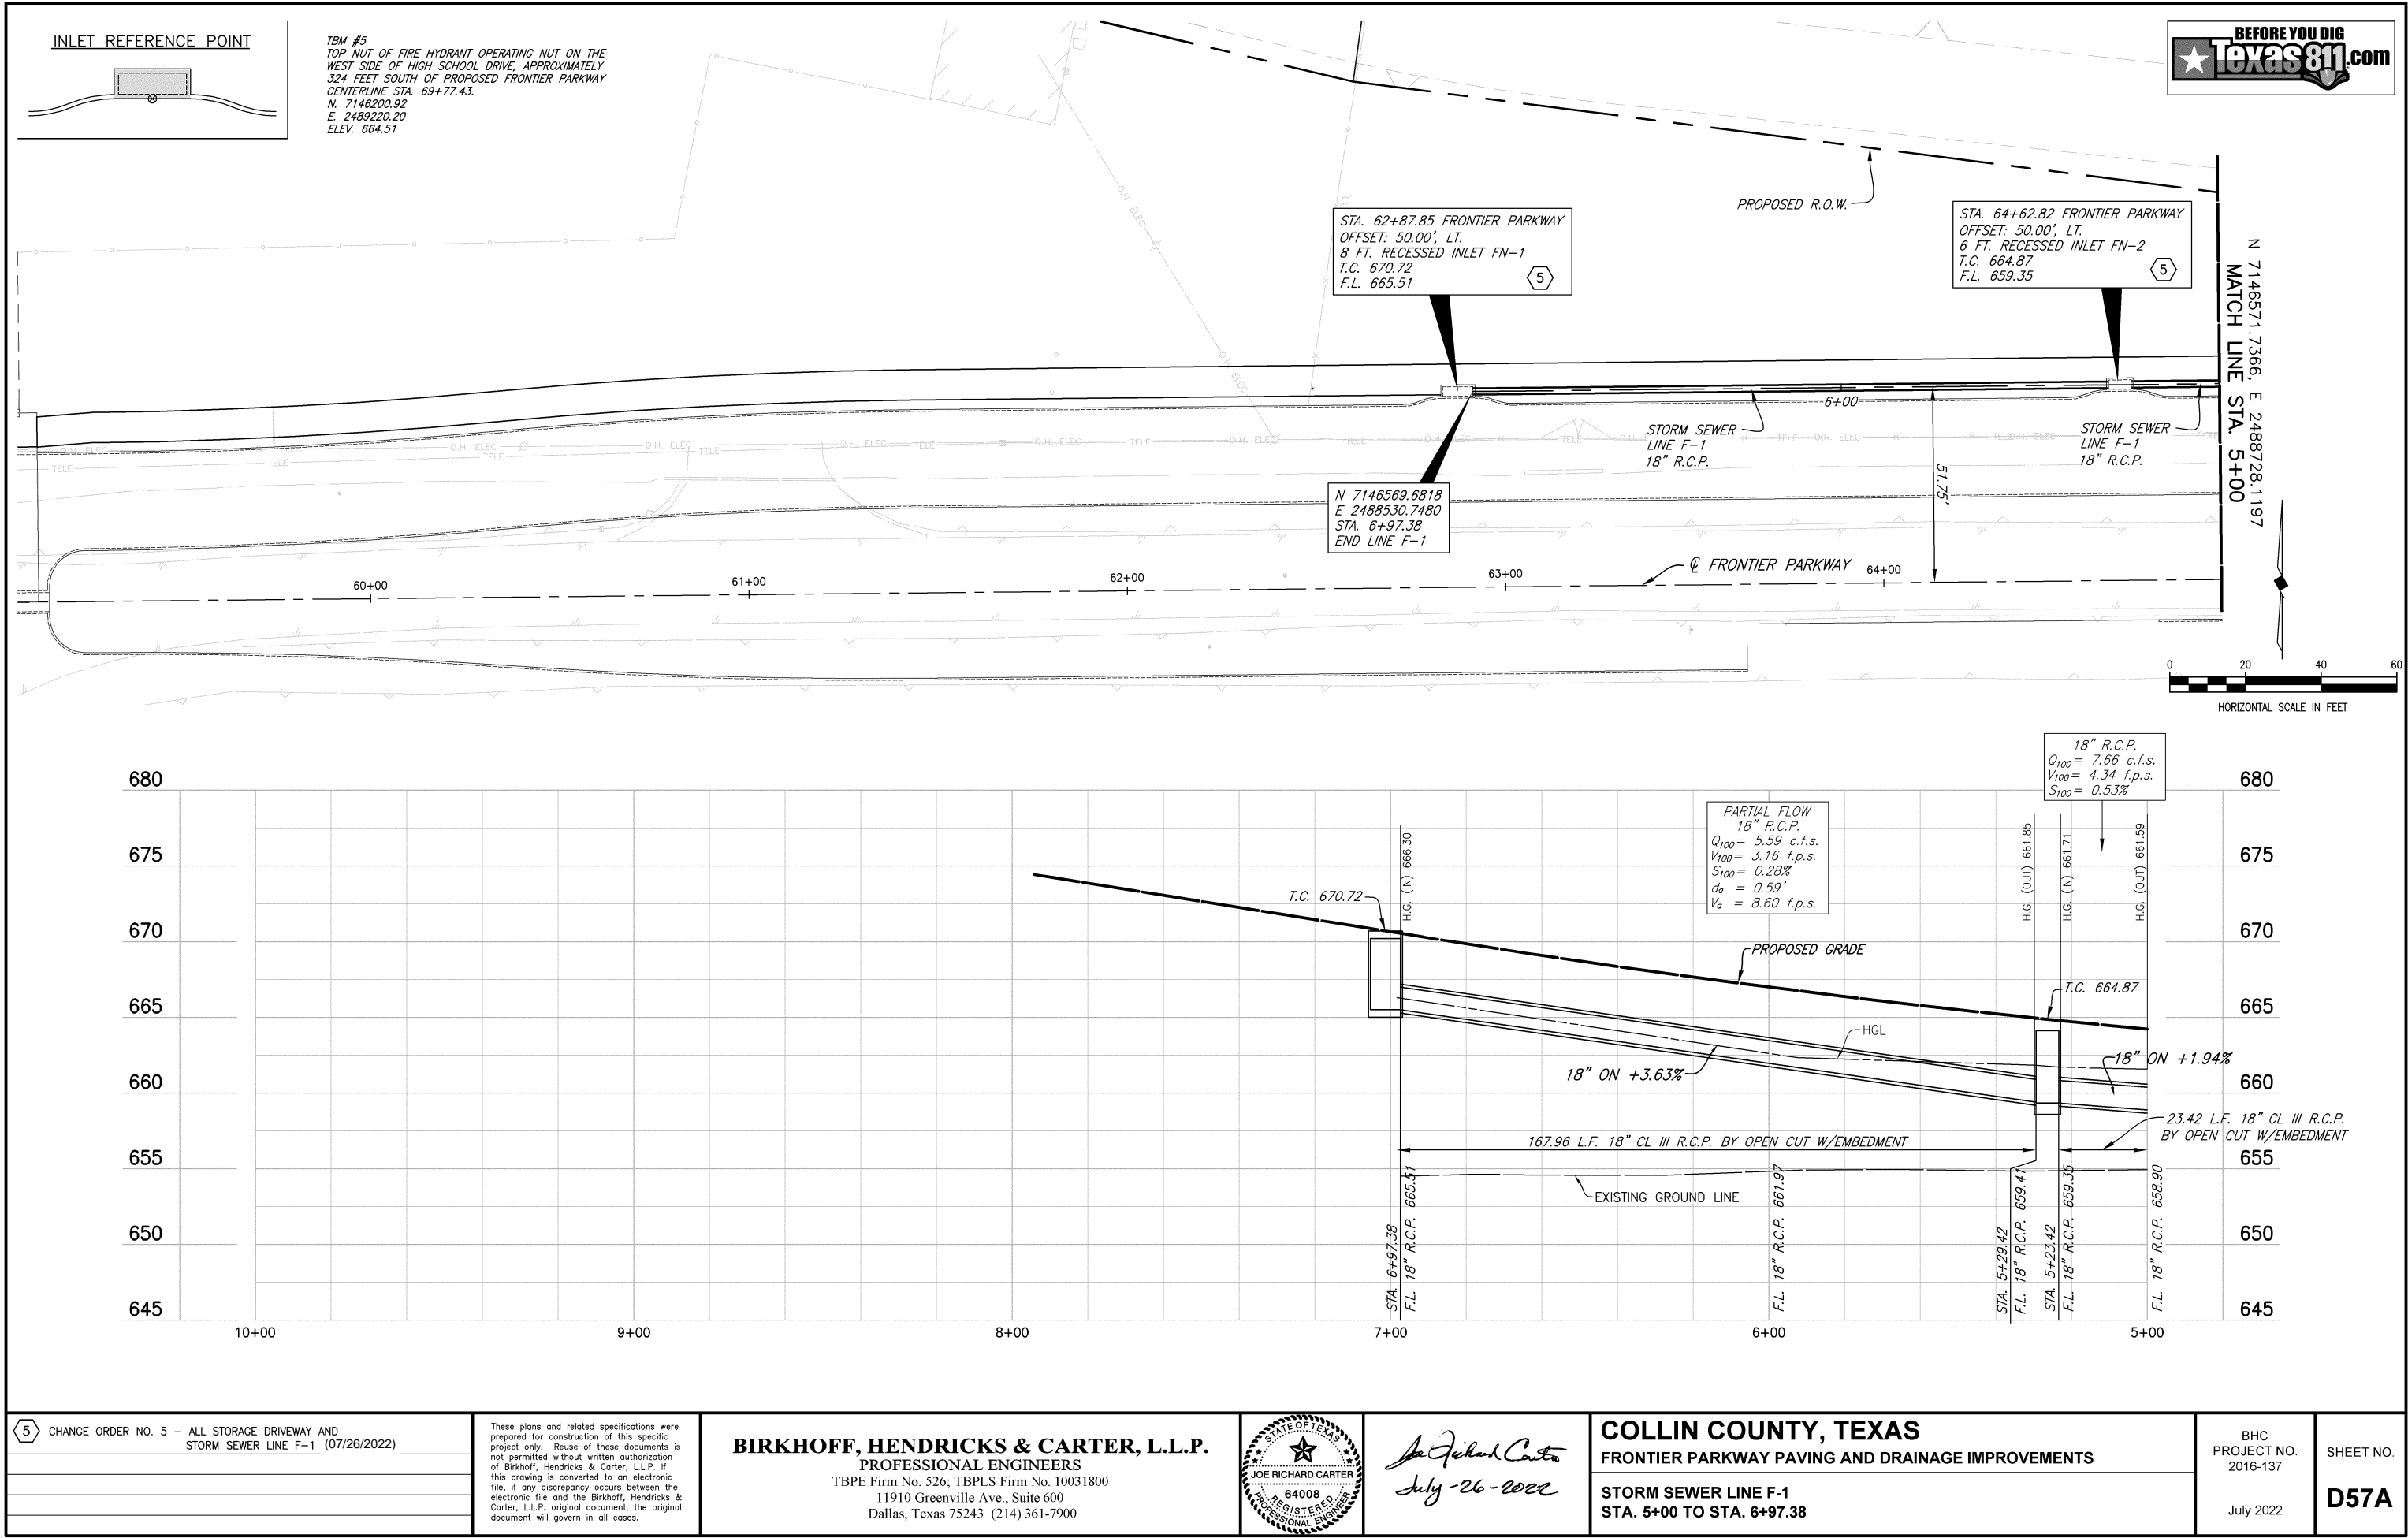 INLET REFERENCE POINT
TBM #5
TOP NUT OF FIRE HYDRANT OPERATING NUT ON THE
WEST SIDE OF HIGH SCHOOL DRIVE, APPROXIMATELY
324 FEET SOUTH OF PROPOSED FRONTIER PARKWAY
CENTERLINE STA. 69+77.43.
N. 7146200.92
E. 2489220.20
ELEV. 664.51
BEFORE YOU DIG
Texas811.com
PROPOSED R.O.W.
STA. 62+87.85 FRONTIER PARKWAY
OFFSET: 50.00', LT.
8 FT. RECESSED INLET FN-1
T.C. 670.72
F.L. 665.51
5
STA. 64+62.82 FRONTIER PARKWAY
OFFSET: 50.00', LT.
6 FT. RECESSED INLET FN-2
T.C. 664.87
F.L. 659.35
5
N 7146571.7366, E 2488728.1197
MATCH LINE STA. 5+00
O.H. ELEC
O.H. ELEC
6+00
STORM SEWER
LINE F-1
18" R.C.P.
STORM SEWER
LINE F-1
18" R.C.P.
O.H. ELEC
TELE
TELE
O.H. ELEC
TELE
O.H. ELEC
TELE
O.H. ELEC
TELE
O.H. ELEC
TELE
O.H. ELEC
TELE
O.H. ELEC
TELE
O.H. ELEC
TELE
51.75'
N 7146569.6818
E 2488530.7480
STA. 6+97.38
END LINE F-1
60+00
61+00
62+00
63+00
℄ FRONTIER PARKWAY
64+00
0 20 40 60
HORIZONTAL SCALE IN FEET
18" R.C.P.
Q100= 7.66 c.f.s.
V100= 4.34 f.p.s.
S100= 0.53%
PARTIAL FLOW
18" R.C.P.
Q100= 5.59 c.f.s.
V100= 3.16 f.p.s.
S100= 0.28%
da = 0.59'
Va = 8.60 f.p.s.
680
675
670
665
660
655
650
645
680
675
670
665
660
655
650
645
H.G. (IN) 666.30
H.G. (OUT) 661.85
H.G. (IN) 661.71
H.G. (OUT) 661.59
T.C. 670.72
PROPOSED GRADE
T.C. 664.87
HGL
18" ON +3.63%
18" ON +1.94%
167.96 L.F. 18" CL III R.C.P. BY OPEN CUT W/EMBEDMENT
23.42 L.F. 18" CL III R.C.P.
BY OPEN CUT W/EMBEDMENT
EXISTING GROUND LINE
STA. 6+97.38
F.L. 18" R.C.P. 665.51
F.L. 18" R.C.P. 661.97
STA. 5+29.42
F.L. 18" R.C.P. 659.41
STA. 5+23.42
F.L. 18" R.C.P. 659.35
F.L. 18" R.C.P. 658.90
10+00
9+00
8+00
7+00
6+00
5+00
5 CHANGE ORDER NO. 5 – ALL STORAGE DRIVEWAY AND
STORM SEWER LINE F-1 (07/26/2022)
These plans and related specifications were
prepared for construction of this specific
project only. Reuse of these documents is
not permitted without written authorization
of Birkhoff, Hendricks & Carter, L.L.P. If
this drawing is converted to an electronic
file, if any discrepancy occurs between the
electronic file and the Birkhoff, Hendricks &
Carter, L.L.P. original document, the original
document will govern in all cases.
BIRKHOFF, HENDRICKS & CARTER, L.L.P.
PROFESSIONAL ENGINEERS
TBPE Firm No. 526; TBPLS Firm No. 10031800
11910 Greenville Ave., Suite 600
Dallas, Texas 75243 (214) 361-7900
STATE OF TEXAS
JOE RICHARD CARTER
64008
REGISTERED
PROFESSIONAL ENGINEER
Joe Richard Carter
July-26-2022
COLLIN COUNTY, TEXAS
FRONTIER PARKWAY PAVING AND DRAINAGE IMPROVEMENTS
STORM SEWER LINE F-1
STA. 5+00 TO STA. 6+97.38
BHC
PROJECT NO.
2016-137
July 2022
SHEET NO.
D57A